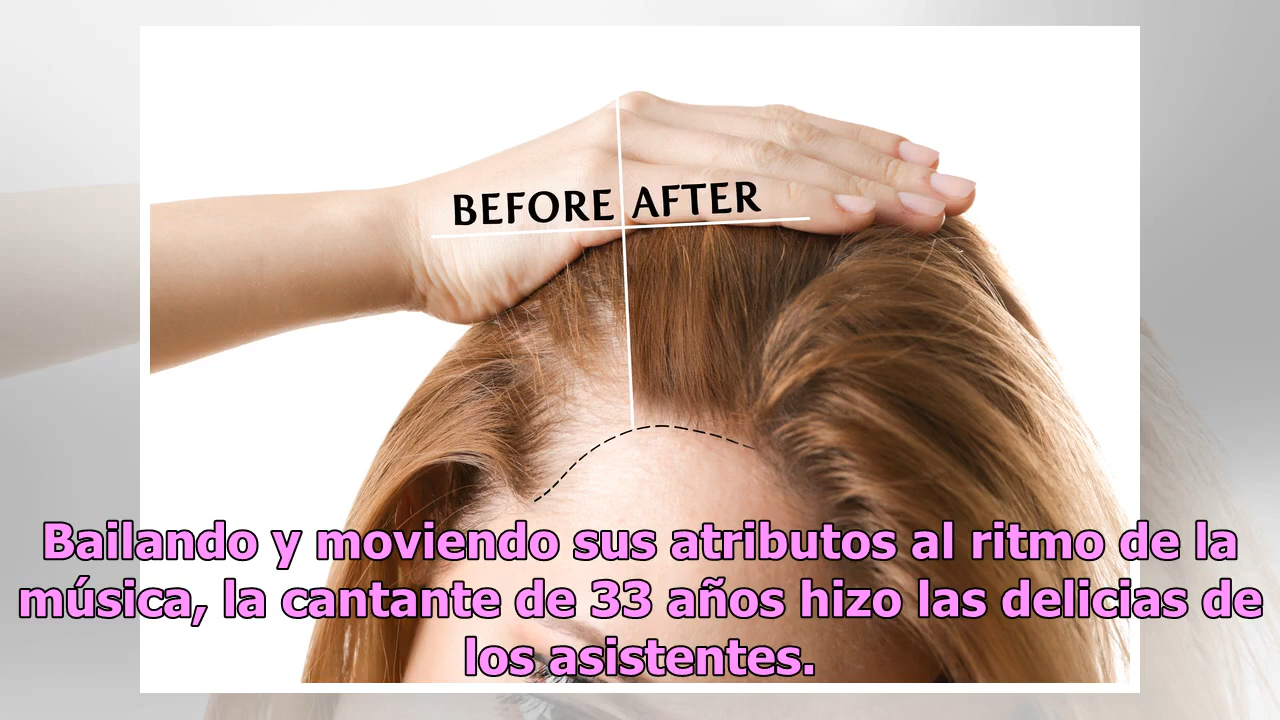 BEFORE AFTER
Bailando y moviendo sus atributos al ritmo de la
música, la cantante de 33 años hizo las delicias de
los asistentes.